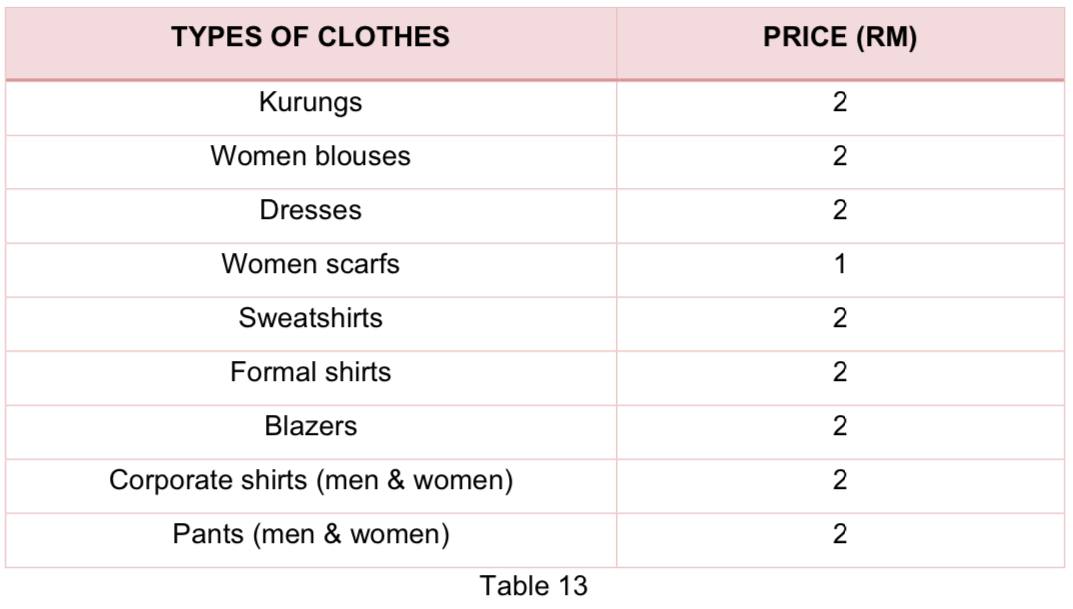 TYPES OF CLOTHES PRICE (RM)
Kurungs 2
Women blouses 2
Dresses 2
Women scarfs 1
Sweatshirts 2
Formal shirts 2
Blazers 2
Corporate shirts (men & women) 2
Pants (men & women) 2
Table 13